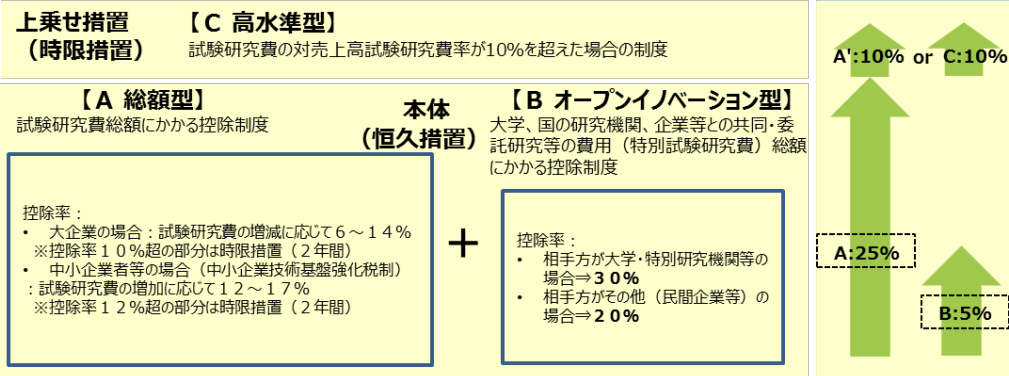 上乗せ措置
（時限措置）
【C 高水準型】
試験研究費の対売上高試験研究費率が10％を超えた場合の制度
【A 総額型】
試験研究費総額にかかる控除制度
本体
（恒久措置）
【B オープンイノベーション型】
大学、国の研究機関、企業等との共同・委
託研究等の費用（特別試験研究費）総額
にかかる控除制度
控除率：
• 大企業の場合：試験研究費の増減に応じて６～１４％
※控除率１０％超の部分は時限措置（２年間）
• 中小企業者等の場合（中小企業技術基盤強化税制）
：試験研究費の増加に応じて１２～１７％
※控除率１２％超の部分は時限措置（２年間）
＋
控除率：
• 相手方が大学・特別研究機関等の
場合⇒３０％
• 相手方がその他（民間企業等）の
場合⇒２０％
A':10% or C:10%
A:25%
B:5%